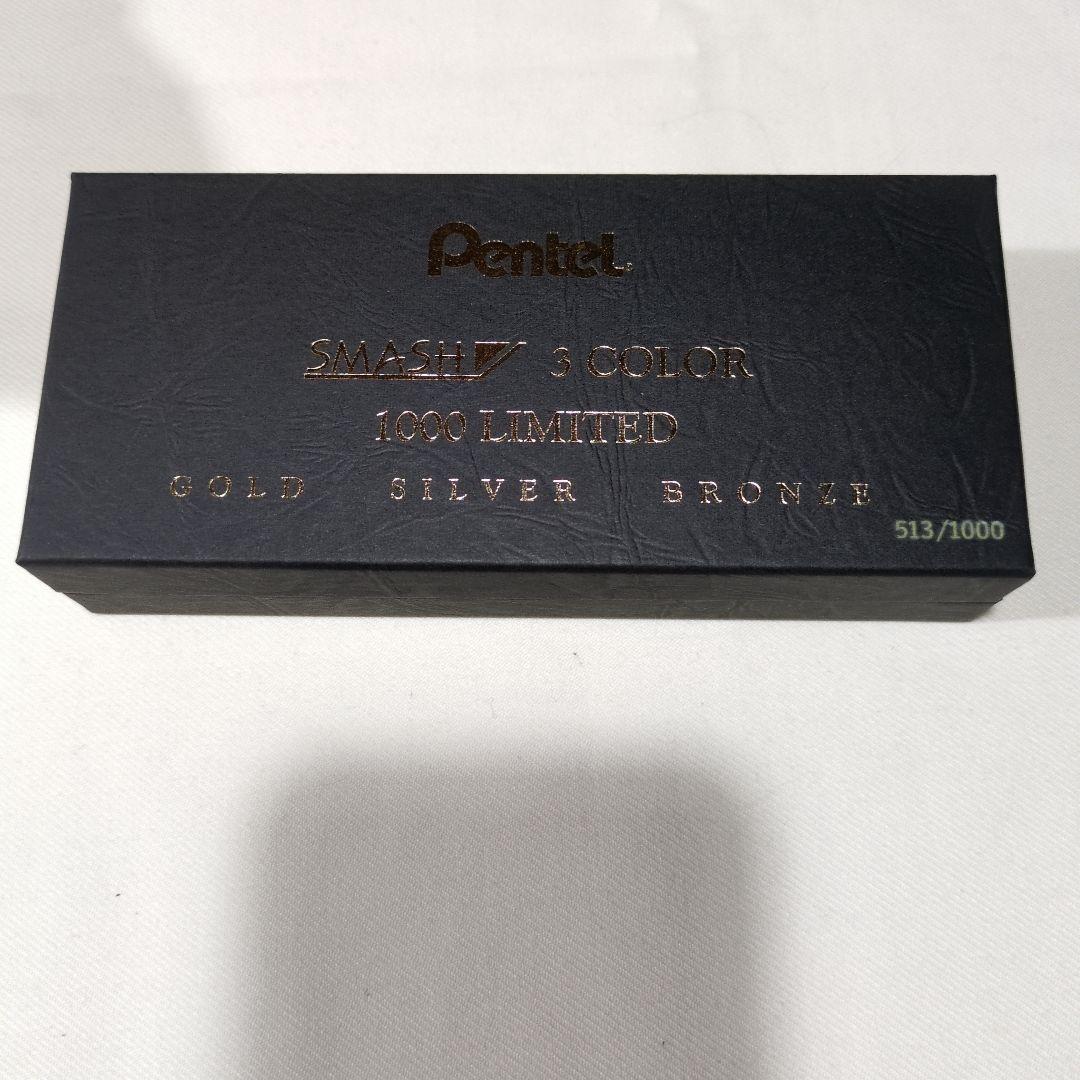 Pentel
SMASH 3 COLOR
1000 LIMITED
GOLD SILVER BRONZE
513/1000